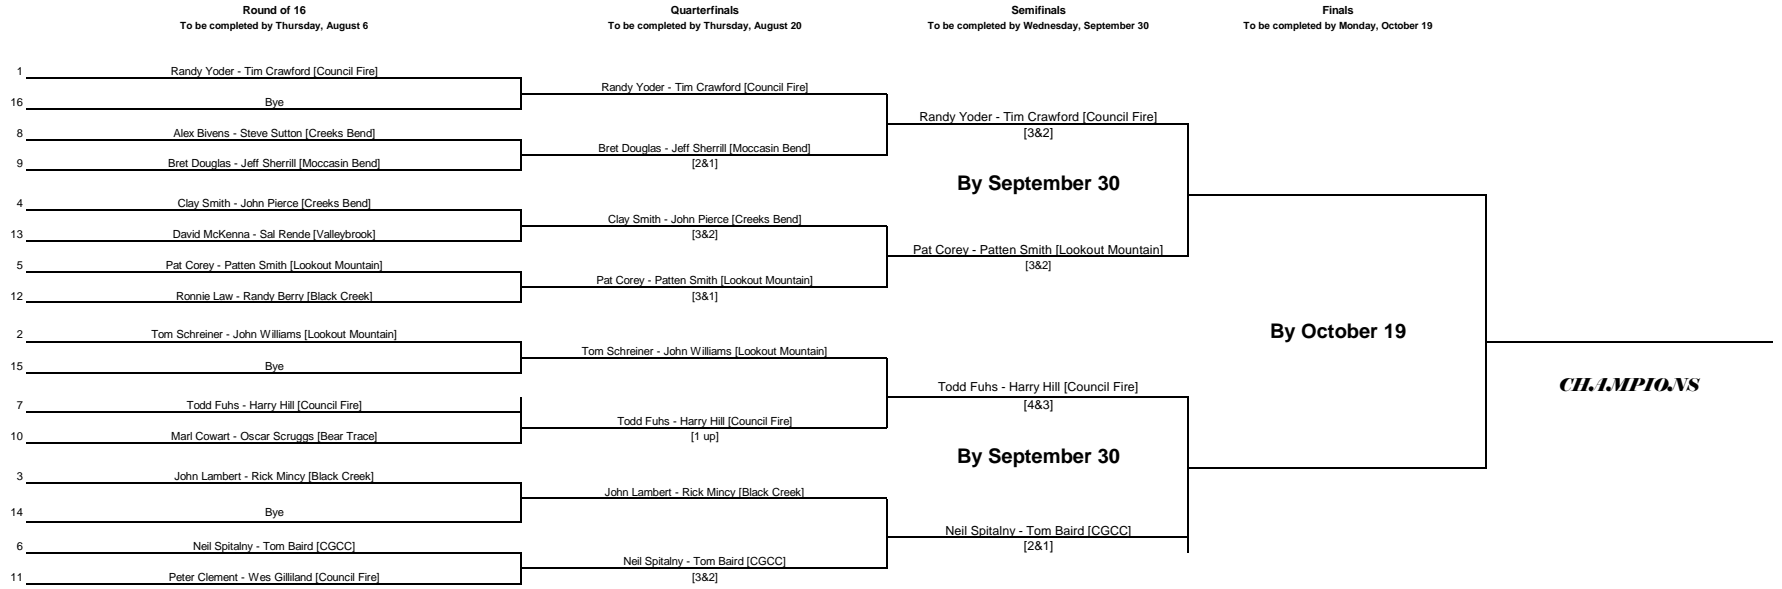 Round of 16
To be completed by Thursday, August 6
Quarterfinals
To be completed by Thursday, August 20
Semifinals
To be completed by Wednesday, September 30
Finals
To be completed by Monday, October 19
1 Randy Yoder - Tim Crawford [Council Fire]
16 Bye
8 Alex Bivens - Steve Sutton [Creeks Bend]
9 Bret Douglas - Jeff Sherrill [Moccasin Bend]
4 Clay Smith - John Pierce [Creeks Bend]
13 David McKenna - Sal Rende [Valleybrook]
5 Pat Corey - Patten Smith [Lookout Mountain]
12 Ronnie Law - Randy Berry [Black Creek]
2 Tom Schreiner - John Williams [Lookout Mountain]
15 Bye
7 Todd Fuhs - Harry Hill [Council Fire]
10 Marl Cowart - Oscar Scruggs [Bear Trace]
3 John Lambert - Rick Mincy [Black Creek]
14 Bye
6 Neil Spitalny - Tom Baird [CGCC]
11 Peter Clement - Wes Gilliland [Council Fire]
Randy Yoder - Tim Crawford [Council Fire]
Bret Douglas - Jeff Sherrill [Moccasin Bend]
[2&1]
Clay Smith - John Pierce [Creeks Bend]
[3&2]
Pat Corey - Patten Smith [Lookout Mountain]
[3&1]
Tom Schreiner - John Williams [Lookout Mountain]
Todd Fuhs - Harry Hill [Council Fire]
[1 up]
John Lambert - Rick Mincy [Black Creek]
Neil Spitalny - Tom Baird [CGCC]
[3&2]
Randy Yoder - Tim Crawford [Council Fire]
[3&2]
By September 30
Pat Corey - Patten Smith [Lookout Mountain]
[3&2]
Todd Fuhs - Harry Hill [Council Fire]
[4&3]
By September 30
Neil Spitalny - Tom Baird [CGCC]
[2&1]
By October 19
CHAMPIONS